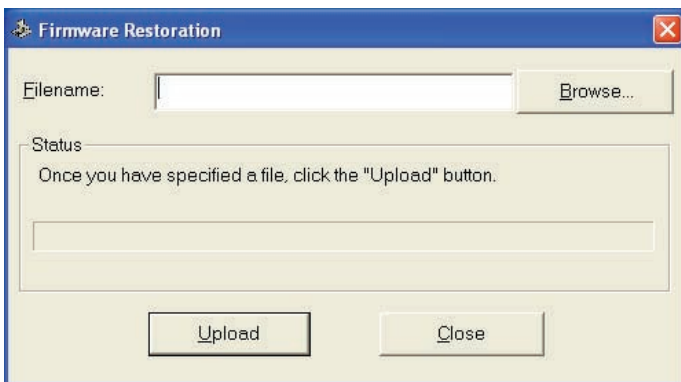 Firmware Restoration
Filename:
Browse...
Status
Once you have specified a file, click the "Upload" button.
Upload
Close